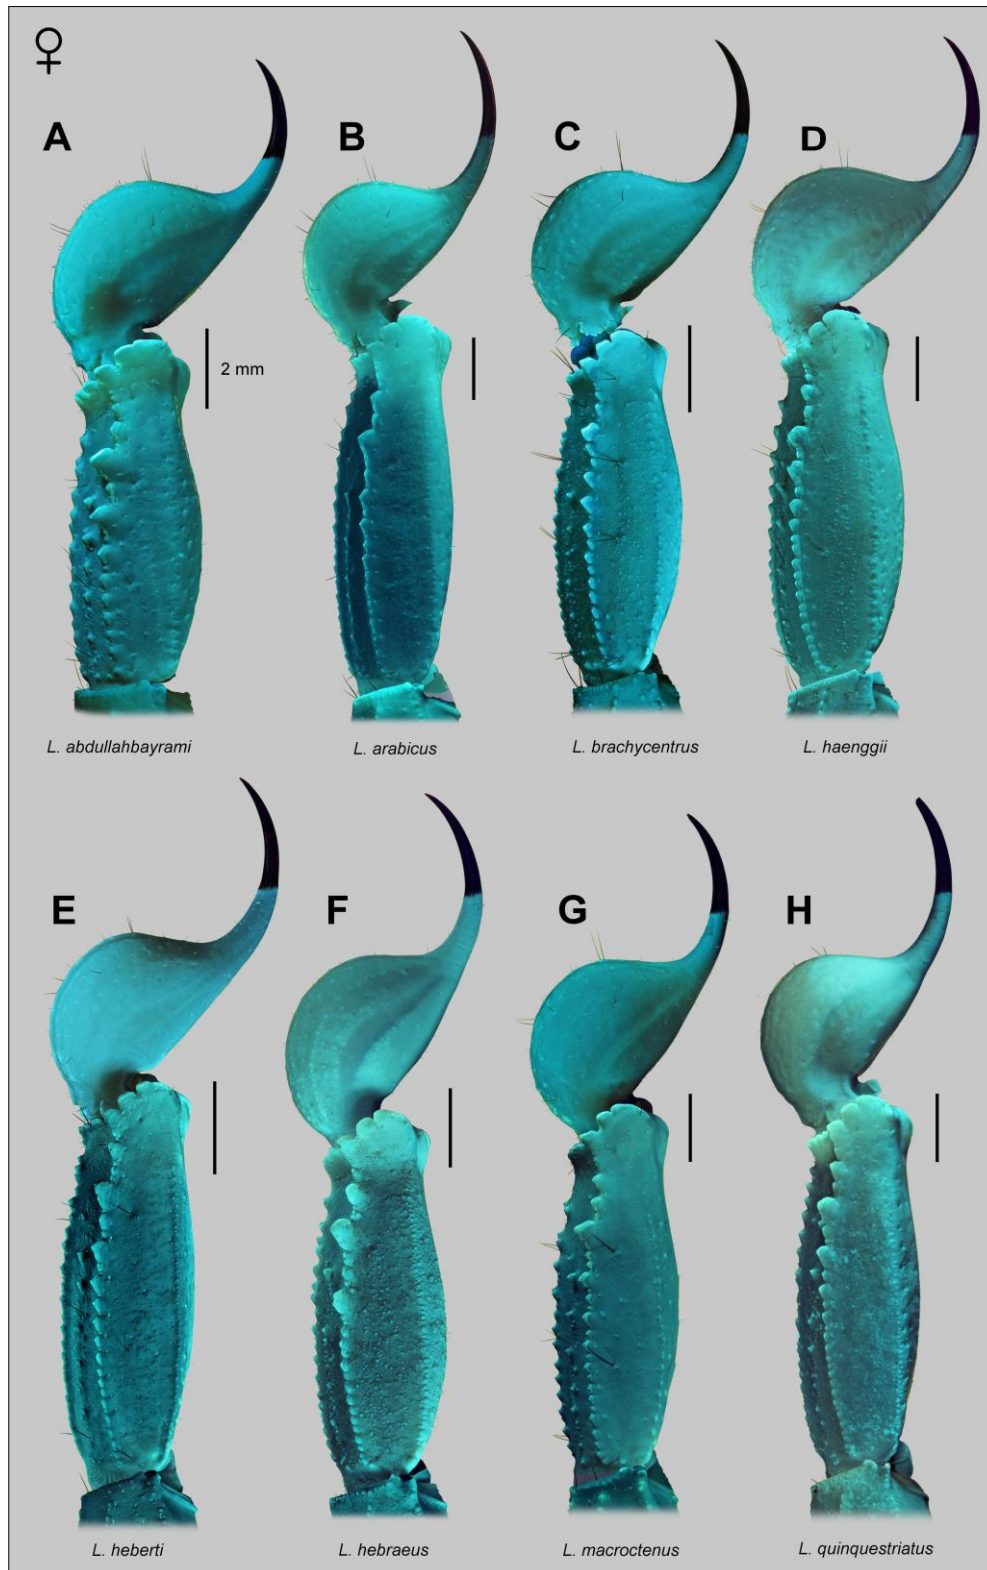 ♀
A
B
C
D
2 mm
L. abdullahbayrami
L. arabicus
L. brachycentrus
L. haenggii
E
F
G
H
L. heberti
L. hebraeus
L. macroctenus
L. quinquestriatus